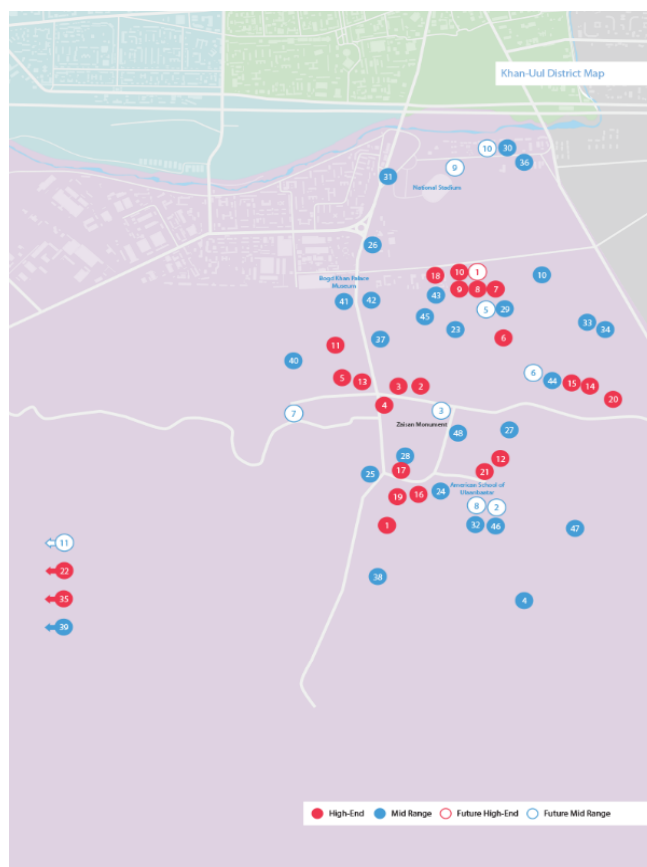 Khan-Uul District Map
10 30
36
9
31
National Stadium
26
18 10 1 10
9 8 7
Bogd Khan Palace
Museum
43
41 42
5 29
45
23 33 34
37 6
11
40
5 13 6 44 15 14
3 2
20
4
7 3
Zaisan Monument
48 27
28 12
25 17 21
American School of
Ulaanbaatar
24
19 16
8 2
1 32 46 47
11
22
38
35 4
39
High-End Mid Range Future High-End Future Mid Range